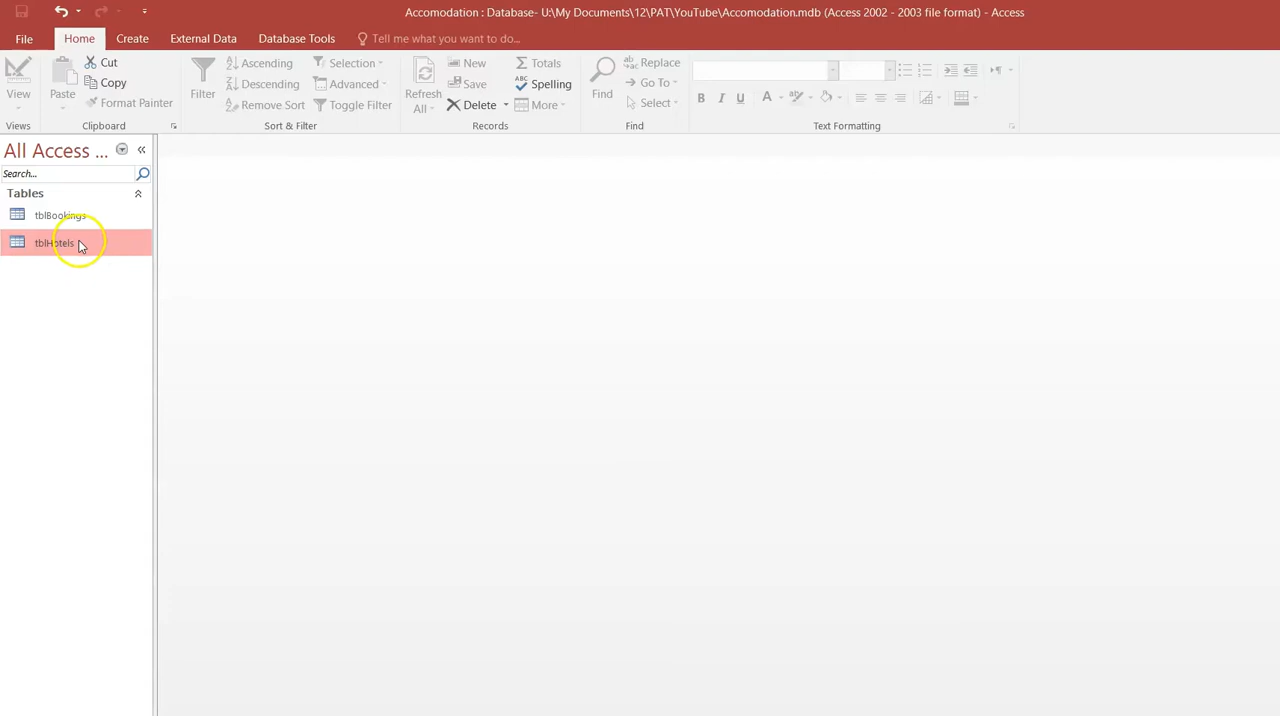 Accomodation : Database- U:\My Documents\12\PAT\YouTube\Accomodation.mdb (Access 2002 - 2003 file format) - Access
File Home Create External Data Database Tools Tell me what you want to do...
View
Views
Paste
Cut
Copy
Format Painter
Clipboard
Filter
Ascending
Descending
Remove Sort
Selection
Advanced
Toggle Filter
Sort & Filter
Refresh
All
New
Save
Delete
Totals
Spelling
More
Records
Find
Replace
Go To
Select
Find
B I U A
Text Formatting
All Access ...
Search...
Tables
tblBookings
tblHotels